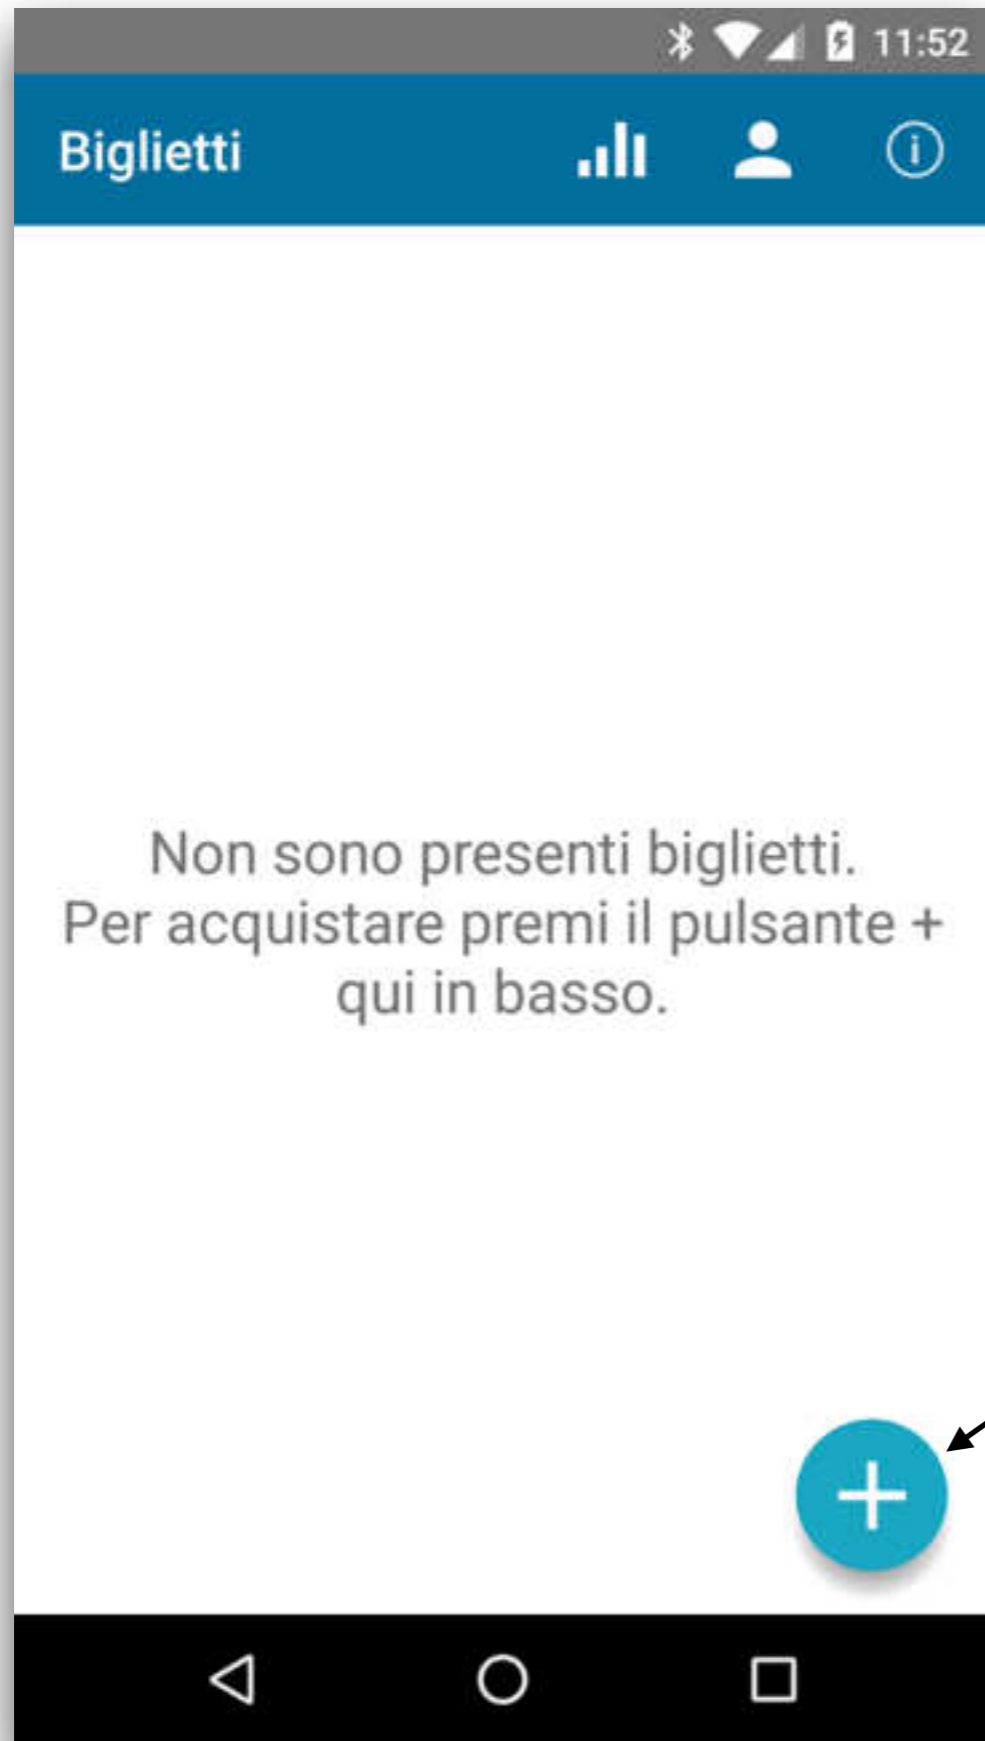 11:52
Biglietti
Non sono presenti biglietti.
Per acquistare premi il pulsante +
qui in basso.